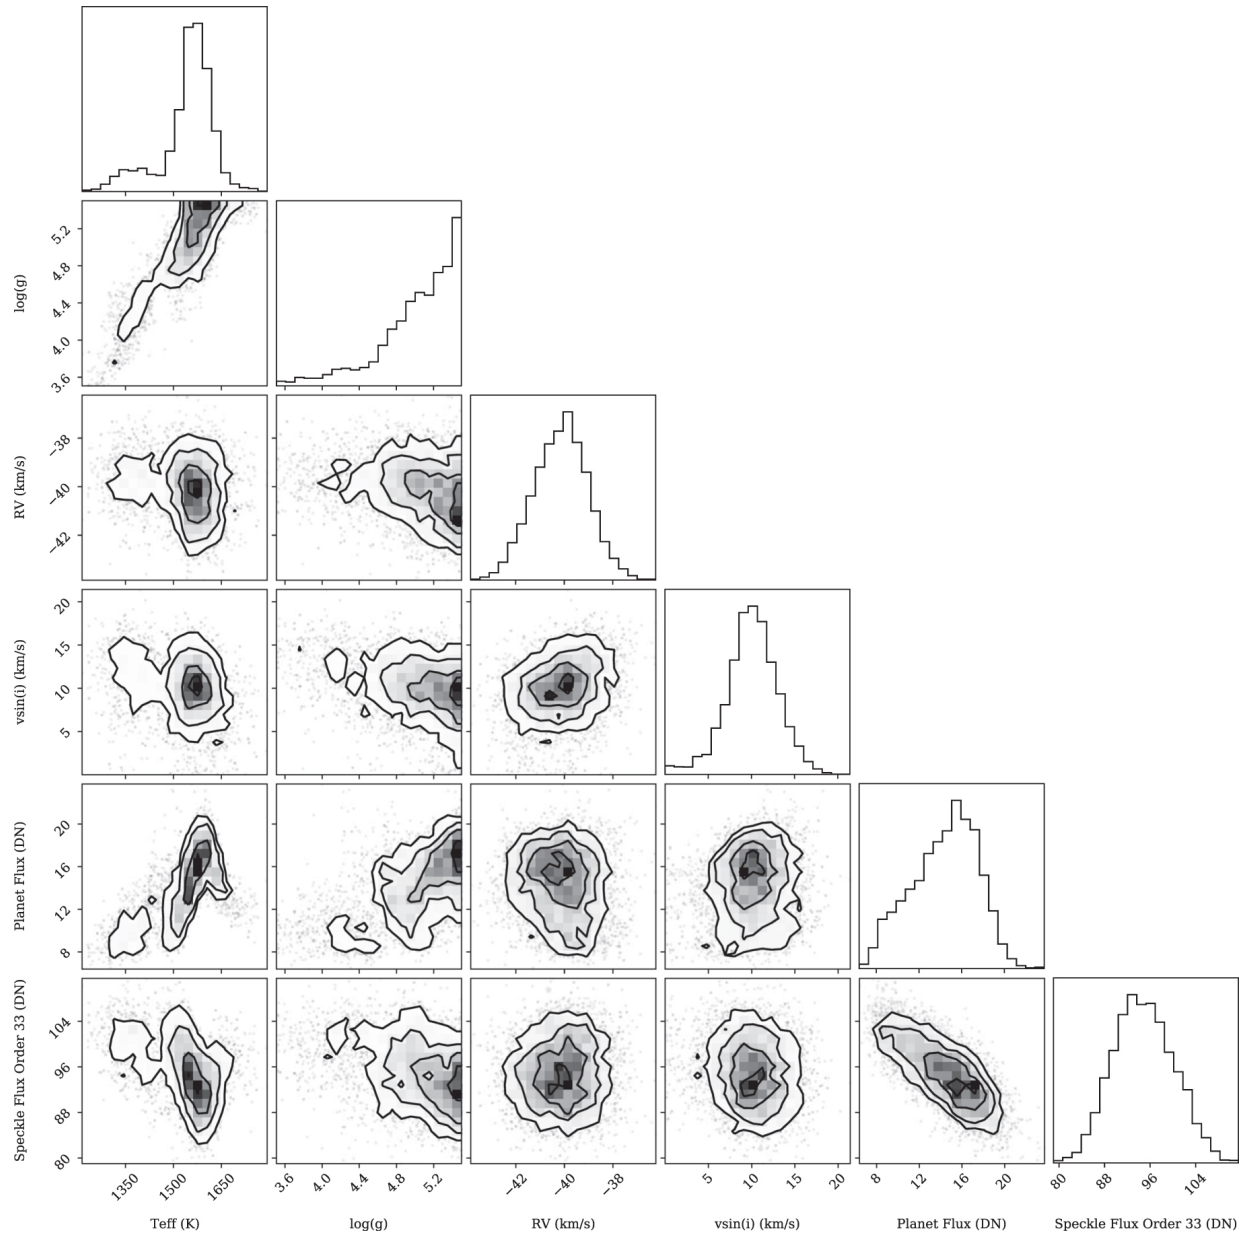 log(g)
5.2
4.8
4.4
4.0
3.6
RV (km/s)
−38
−40
−42
vsin(i) (km/s)
20
15
10
5
Planet Flux (DN)
20
16
12
8
Speckle Flux Order 33 (DN)
104
96
88
80
1350 1500 1650 3.6 4.0 4.4 4.8 5.2 −42 −40 −38 5 10 15 20 8 12 16 20 80 88 96 104
Teff (K) log(g) RV (km/s) vsin(i) (km/s) Planet Flux (DN) Speckle Flux Order 33 (DN)